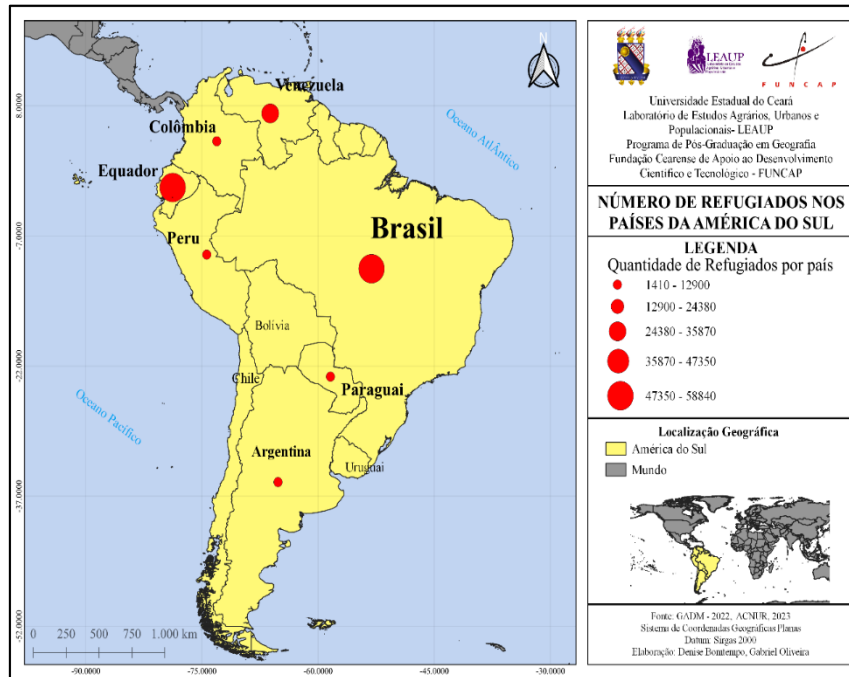 N
Venezuela
Oceano Atlântico
8.0000
Colômbia
Equador
-7.0000
Peru
Brasil
Bolívia
-22.0000
Chile
Paraguai
Oceano Pacífico
Argentina
Uruguai
-37.0000
-52.0000
0 250 500 750 1.000 km
-90.0000 -75.0000 -60.0000 -45.0000 -30.0000
LEAUP
FUNCAP
Universidade Estadual do Ceará
Laboratório de Estudos Agrários, Urbanos e
Populacionais- LEAUP
Programa de Pós-Graduação em Geografia
Fundação Cearense de Apoio ao Desenvolvimento
Científico e Tecnológico - FUNCAP
NÚMERO DE REFUGIADOS NOS
PAÍSES DA AMÉRICA DO SUL
LEGENDA
Quantidade de Refugiados por país
1410 - 12900
12900 - 24380
24380 - 35870
35870 - 47350
47350 - 58840
Localização Geográfica
América do Sul
Mundo
Fonte: GADM - 2022, ACNUR, 2023
Sistema de Coordenadas Geográficas Planas
Datum: Sirgas 2000
Elaboração: Denise Bomtempo, Gabriel Oliveira